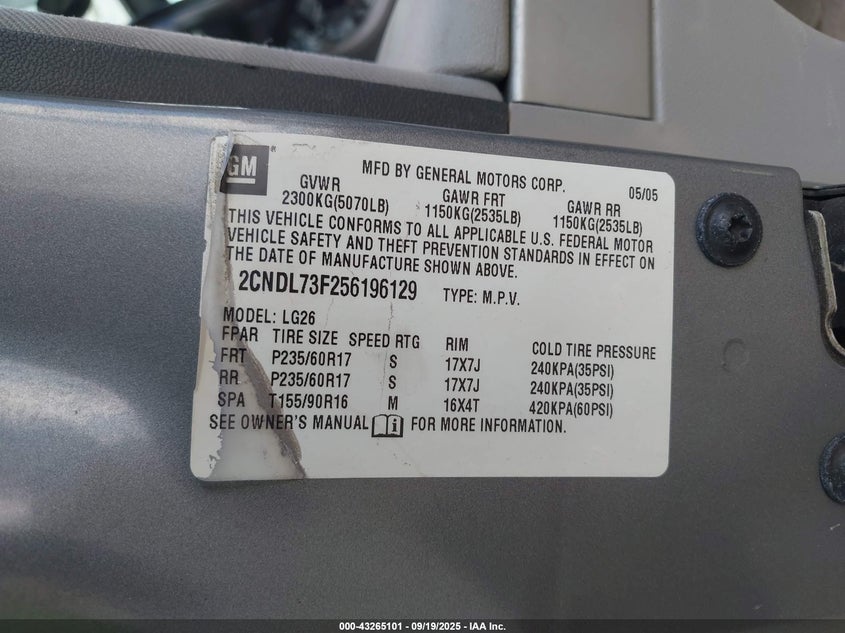 GM
MFD BY GENERAL MOTORS CORP. 05/05
GVWR GAWR FRT GAWR RR
2300KG(5070LB) 1150KG(2535LB) 1150KG(2535LB)
THIS VEHICLE CONFORMS TO ALL APPLICABLE U.S. FEDERAL MOTOR
VEHICLE SAFETY AND THEFT PREVENTION STANDARDS IN EFFECT ON
THE DATE OF MANUFACTURE SHOWN ABOVE.
2CNDL73F256196129 TYPE: M.P.V.
MODEL: LG26
FPAR TIRE SIZE SPEED RTG RIM COLD TIRE PRESSURE
FRT P235/60R17 S 17X7J 240KPA(35PSI)
RR P235/60R17 S 17X7J 240KPA(35PSI)
SPA T155/90R16 M 16X4T 420KPA(60PSI)
SEE OWNER'S MANUAL i FOR MORE INFORMATION.
000-43265101 - 09/19/2025 - IAA Inc.